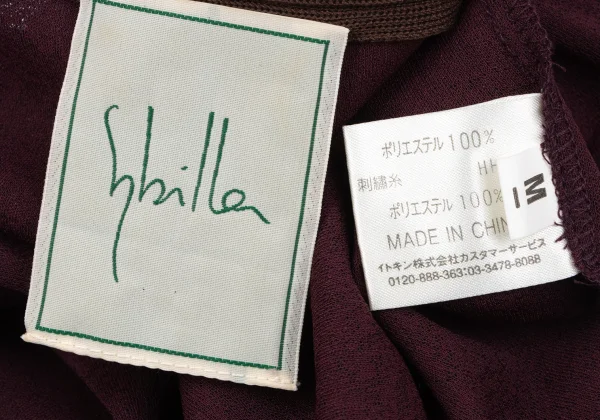 Sybilla
ポリエステル 100%
HH
刺繍糸
ポリエステル 100%
MADE IN CHIN
イトキン株式会社カスタマーサービス
0120-888-363:03-3478-8088
M